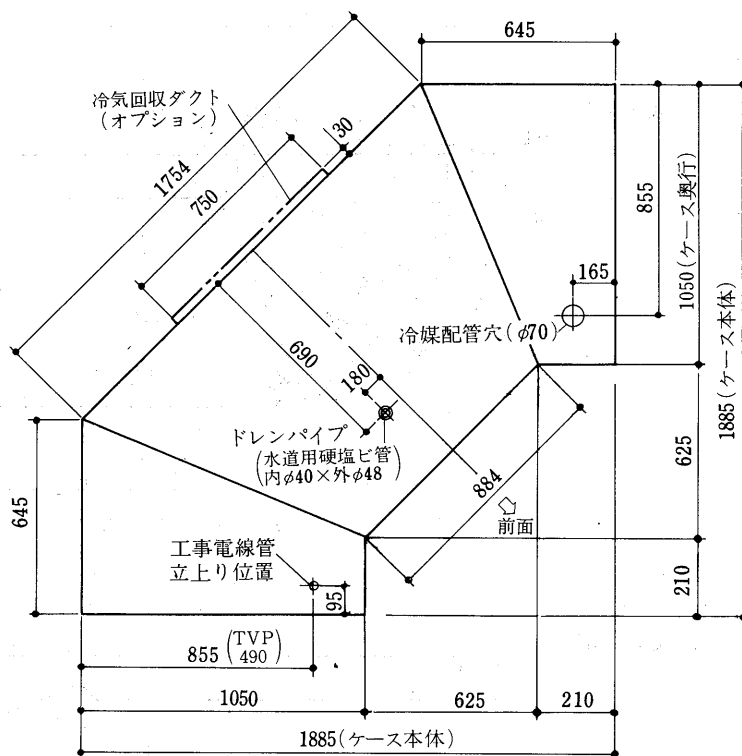 645
冷気回収ダクト
(オプション)
30
1754
750
855
1050(ケース奥行)
165
冷媒配管穴(φ70)
1885(ケース本体)
690
180
ドレンパイプ
(水道用硬塩ビ管
内φ40×外φ48)
884
前面
625
645
工事電線管
立上り位置
95
210
855(TVP
490)
1050
625
210
1885(ケース本体)